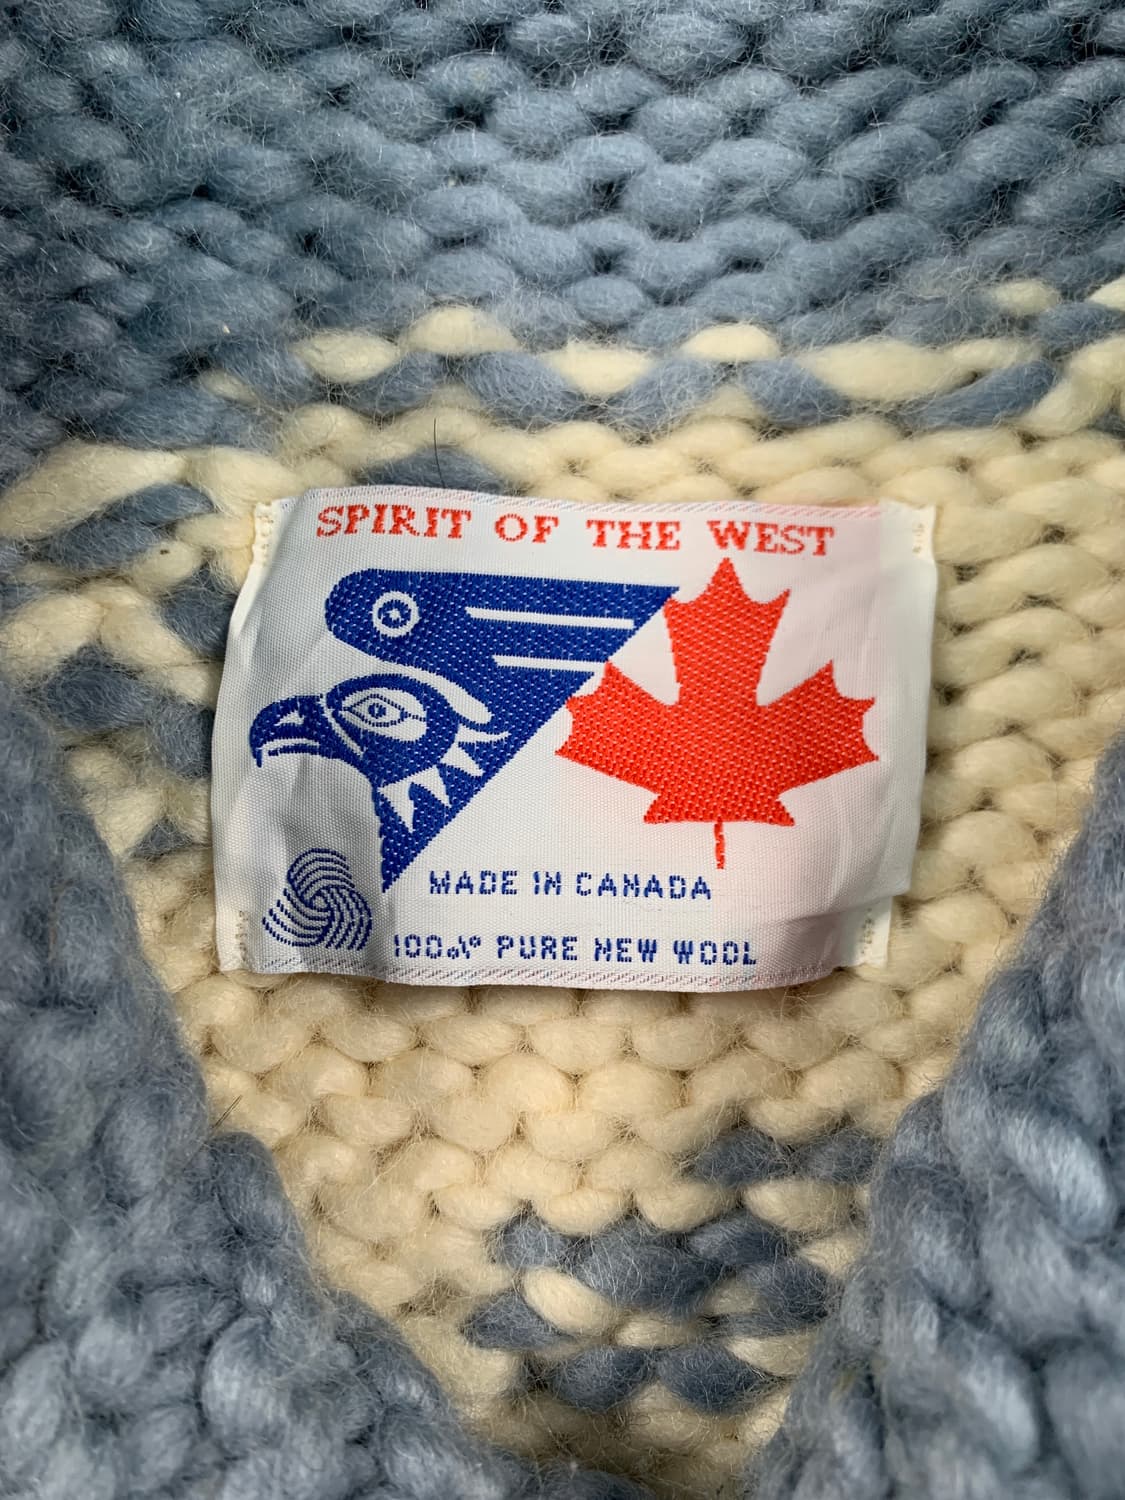 SPIRIT OF THE WEST
MADE IN CANADA
100% PURE NEW WOOL